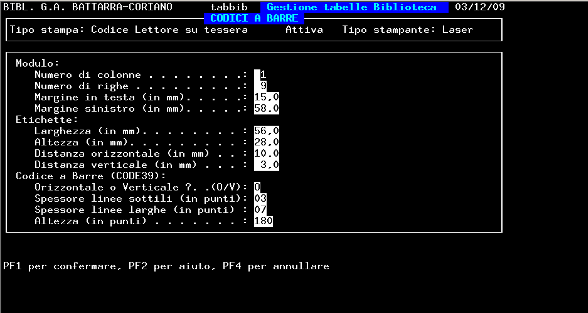 BIBL. G.A. BATTARRA-CORIANO tabbib Gestione tabelle Biblioteca 03/12/09
CODICI A BARRE
Tipo stampa: Codice Lettore su tessera Attiva Tipo stampante: Laser
Modulo:
Numero di colonne . . . . . . . .: 1
Numero di righe . . . . . . . . .: 9
Margine in testa (in mm) . . . . .: 15,0
Margine sinistro (in mm). . . . . .: 58,0
Etichette:
Larghezza (in mm). . . . . . . . . : 56,0
Altezza (in mm) . . . . . . . . . : 28,0
Distanza orizzontale (in mm) . . .: 10,0
Distanza verticale (in mm) . . . : 3,0
Codice a Barre (CODE39):
Orizzontale o Verticale ?. .(O/V): O
Spessore linee sottili (in punti): 03
Spessore linee larghe (in punti) : 07
Altezza (in punti) . . . . . . . : 180
PF1 per confermare, PF2 per aiuto, PF4 per annullare